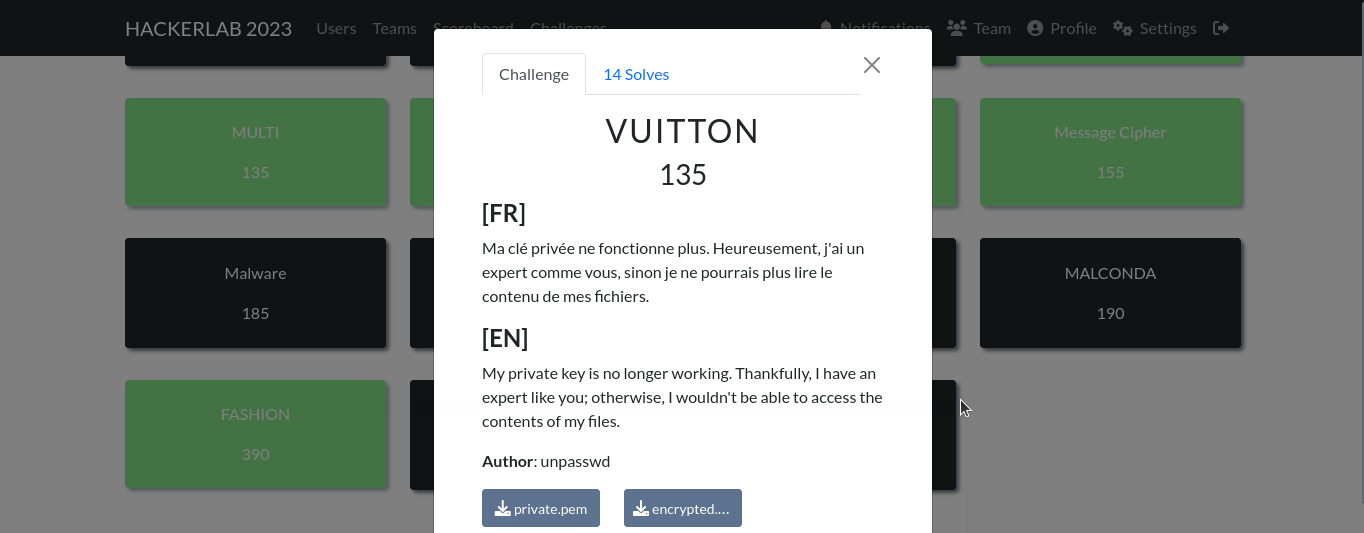 HACKERLAB 2023 Users Teams Scoreboard Challenges Notifications Team Profile Settings
Challenge 14 Solves
MULTI
135
Message Cipher
155
Malware
185
MALCONDA
190
FASHION
390
VUITTON
135
[FR]
Ma clé privée ne fonctionne plus. Heureusement, j'ai un
expert comme vous, sinon je ne pourrais plus lire le
contenu de mes fichiers.
[EN]
My private key is no longer working. Thankfully, I have an
expert like you; otherwise, I wouldn't be able to access the
contents of my files.
Author: unpasswd
private.pem encrypted....